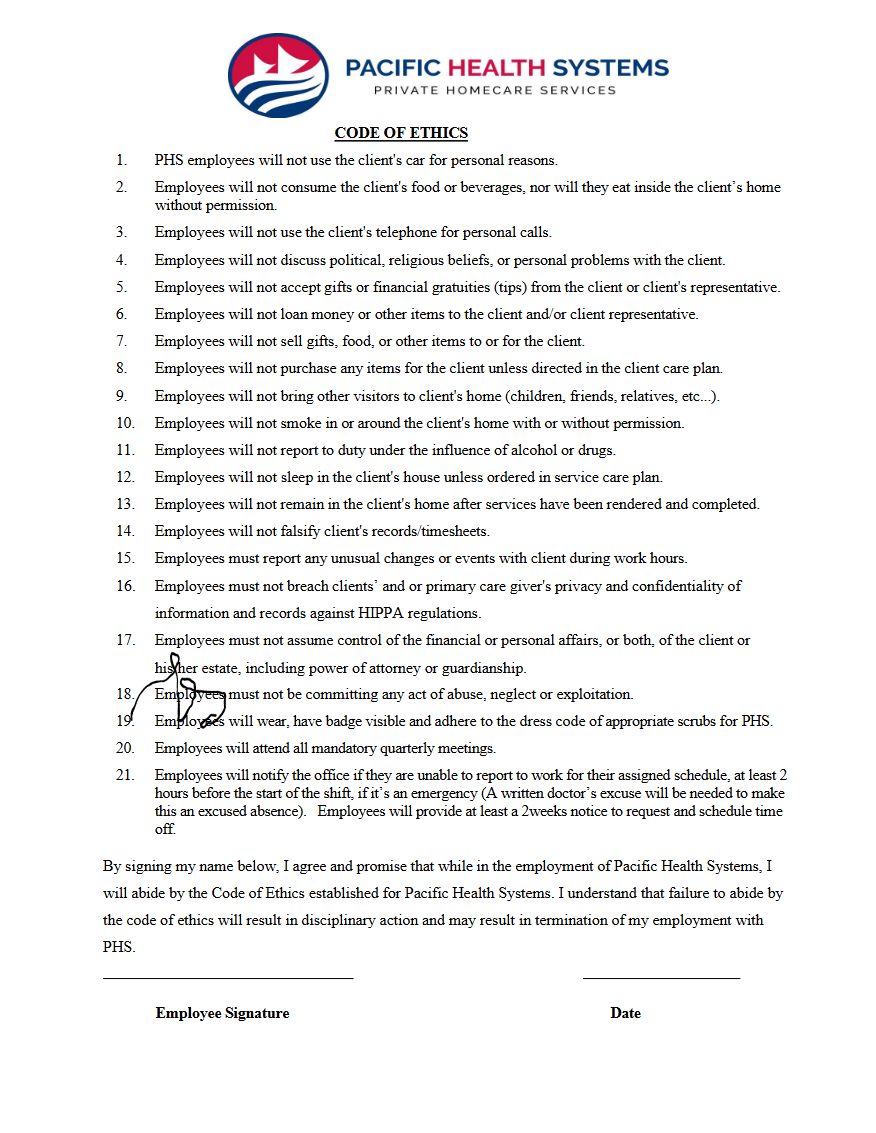 PACIFIC HEALTH SYSTEMS
PRIVATE HOMECARE SERVICES
CODE OF ETHICS
1. PHS employees will not use the client's car for personal reasons.
2. Employees will not consume the client's food or beverages, nor will they eat inside the client’s home
without permission.
3. Employees will not use the client's telephone for personal calls.
4. Employees will not discuss political, religious beliefs, or personal problems with the client.
5. Employees will not accept gifts or financial gratuities (tips) from the client or client's representative.
6. Employees will not loan money or other items to the client and/or client representative.
7. Employees will not sell gifts, food, or other items to or for the client.
8. Employees will not purchase any items for the client unless directed in the client care plan.
9. Employees will not bring other visitors to client's home (children, friends, relatives, etc...).
10. Employees will not smoke in or around the client's home with or without permission.
11. Employees will not report to duty under the influence of alcohol or drugs.
12. Employees will not sleep in the client's house unless ordered in service care plan.
13. Employees will not remain in the client's home after services have been rendered and completed.
14. Employees will not falsify client's records/timesheets.
15. Employees must report any unusual changes or events with client during work hours.
16. Employees must not breach clients’ and or primary care giver's privacy and confidentiality of
information and records against HIPPA regulations.
17. Employees must not assume control of the financial or personal affairs, or both, of the client or
his/her estate, including power of attorney or guardianship.
18. Employees must not be committing any act of abuse, neglect or exploitation.
19. Employees will wear, have badge visible and adhere to the dress code of appropriate scrubs for PHS.
20. Employees will attend all mandatory quarterly meetings.
21. Employees will notify the office if they are unable to report to work for their assigned schedule, at least 2
hours before the start of the shift, if it’s an emergency (A written doctor’s excuse will be needed to make
this an excused absence). Employees will provide at least a 2weeks notice to request and schedule time
off.
By signing my name below, I agree and promise that while in the employment of Pacific Health Systems, I
will abide by the Code of Ethics established for Pacific Health Systems. I understand that failure to abide by
the code of ethics will result in disciplinary action and may result in termination of my employment with
PHS.
Employee Signature Date